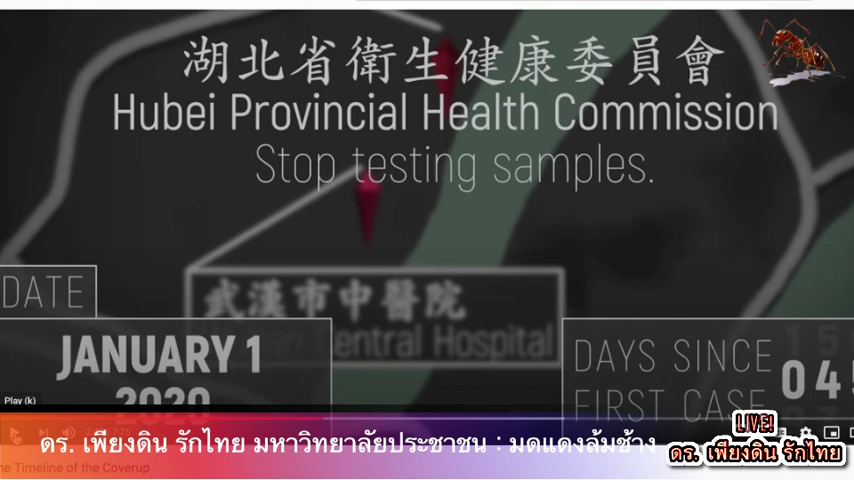 湖北省衛生健康委員會
Hubei Provincial Health Commission
Stop testing samples.
DATE
武漢市中醫院
Central Hospital
JANUARY 1
2020
DAYS SINCE
FIRST CASE
04
Play (k)
LIVE!
ดร. เพียงดิน รักไทย มหาวิทยาลัยประชาชน : มดแดงล้มช้าง
ดร. เพียงดิน รักไทย
he Timeline of the Coverup